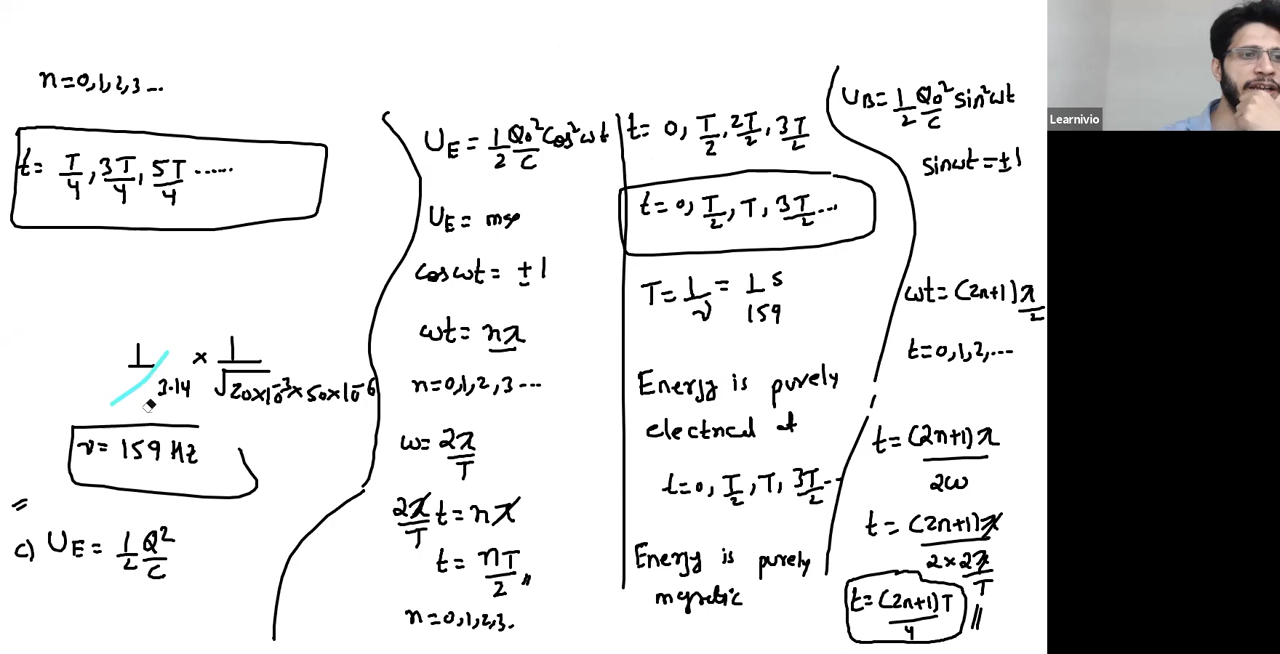 n=0,1,2,3...
t= T/4, 3T/4, 5T/4 ......
1/3.14 × 1/√20×10⁻³×50×10⁻⁶
ν= 159 Hz
=
c) U_E = 1/2 Q²/C
U_E = 1/2 Q₀²/C cos²ωt
U_E = max
cosωt = ±1
ωt = nπ
n=0,1,2,3...
ω= 2π/T
2π/T t= nπ
t= nT/2 //
n=0,1,2,3.
t= 0, T/2, 2T/2, 3T/2
t= 0, T/2, T, 3T/2...
T= 1/ν = 1/159 s
Energy is purely
electrical at
t=0, T/2, T, 3T/2 --
Energy is purely
magnetic
U_B= 1/2 Q₀²/C sin²ωt
sinωt = ±1
ωt= (2n+1)π/2
t=0,1,2,...
t= (2n+1)π/2ω
t= (2n+1)π/2×2π/T
t= (2n+1)T/4 //
Learnivio